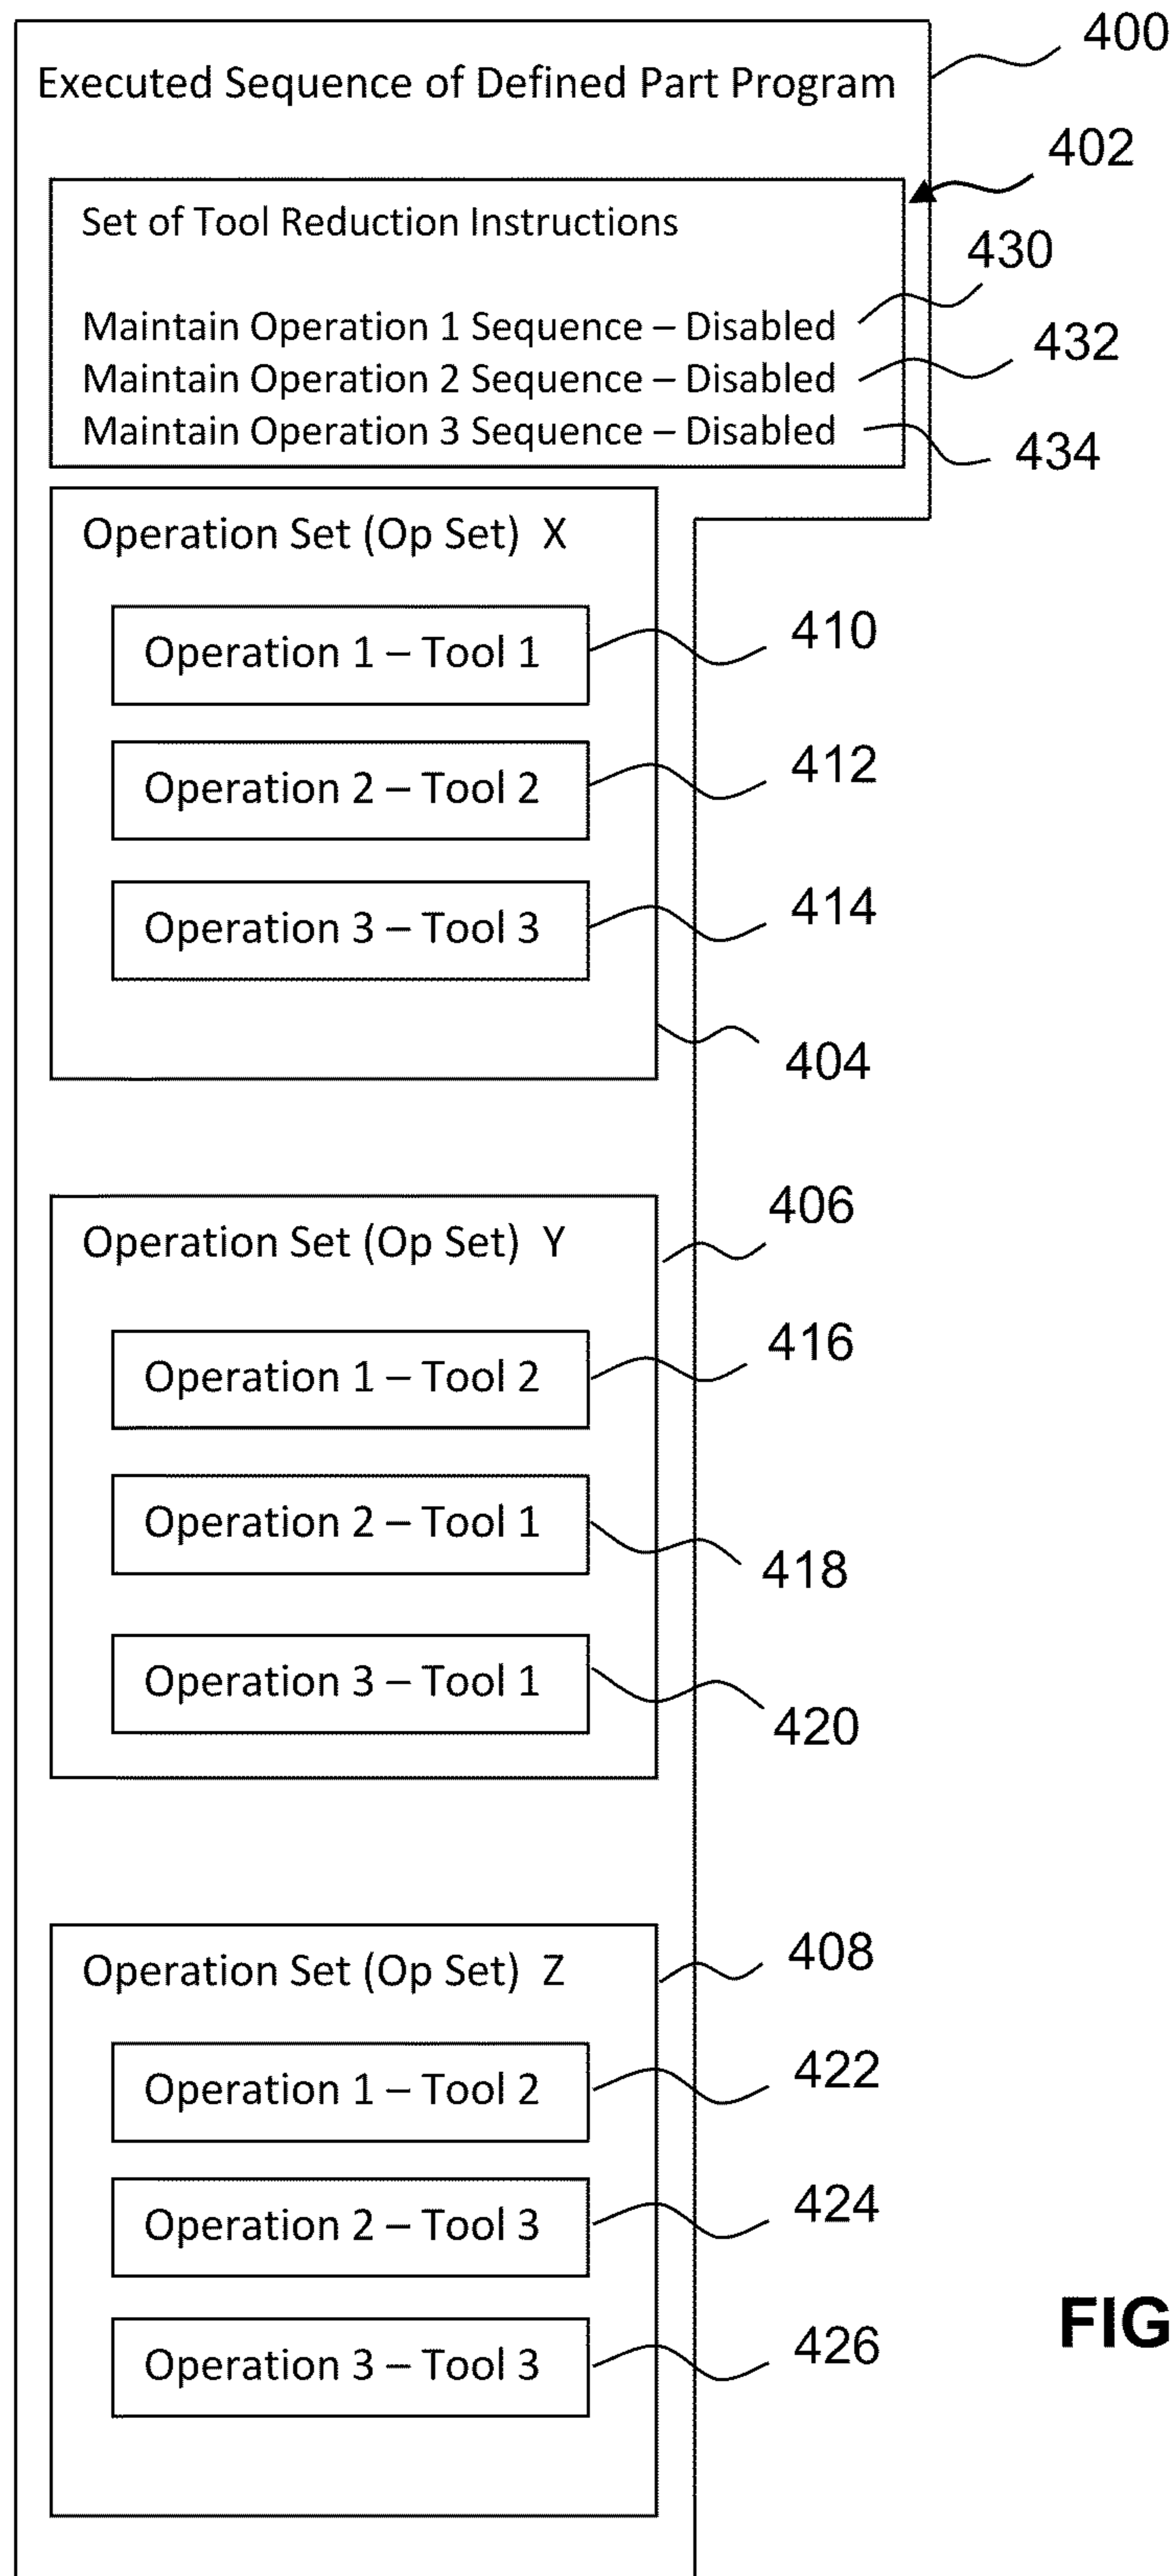 400
Executed Sequence of Defined Part Program
402
Set of Tool Reduction Instructions
430
Maintain Operation 1 Sequence – Disabled
432
Maintain Operation 2 Sequence – Disabled
Maintain Operation 3 Sequence – Disabled
434
Operation Set (Op Set) X
Operation 1 – Tool 1
410
Operation 2 – Tool 2
412
Operation 3 – Tool 3
414
404
406
Operation Set (Op Set) Y
Operation 1 – Tool 2
416
Operation 2 – Tool 1
418
Operation 3 – Tool 1
420
Operation Set (Op Set) Z
408
Operation 1 – Tool 2
422
Operation 2 – Tool 3
424
Operation 3 – Tool 3
426
FIG